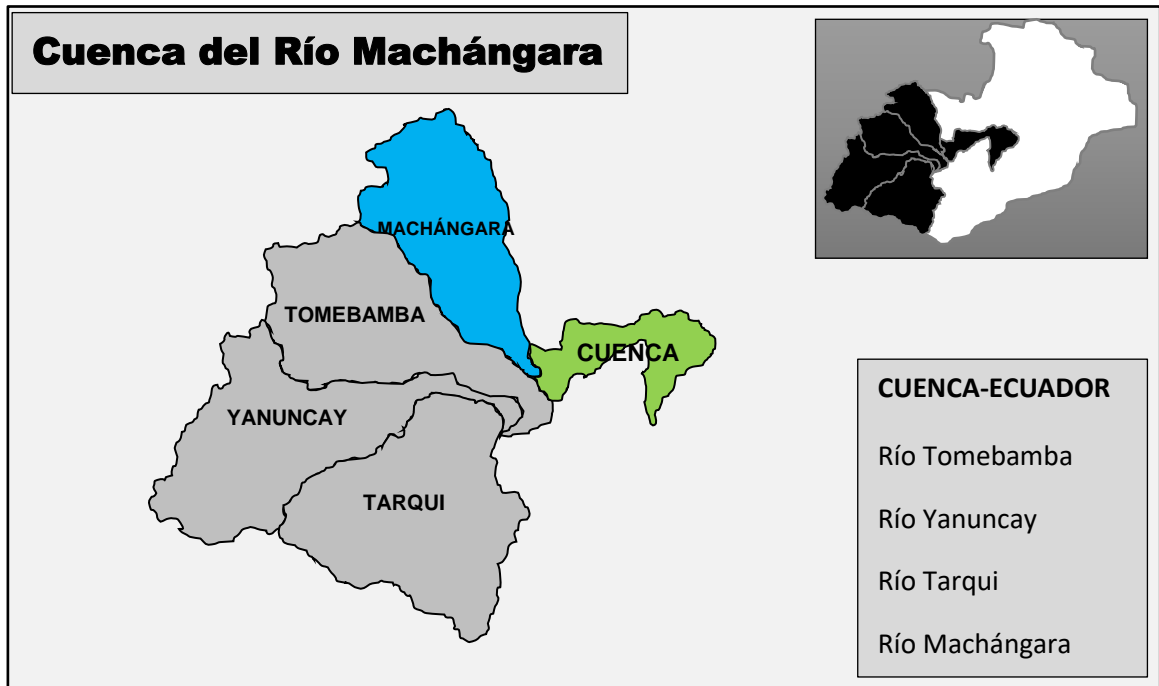 Cuenca del Río Machángara
MACHÁNGARA
TOMEBAMBA
CUENCA
YANUNCAY
TARQUI
CUENCA-ECUADOR
Río Tomebamba
Río Yanuncay
Río Tarqui
Río Machángara